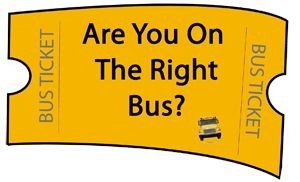 BUS TICKET
Are You On
The Right
Bus?
BUS TICKET